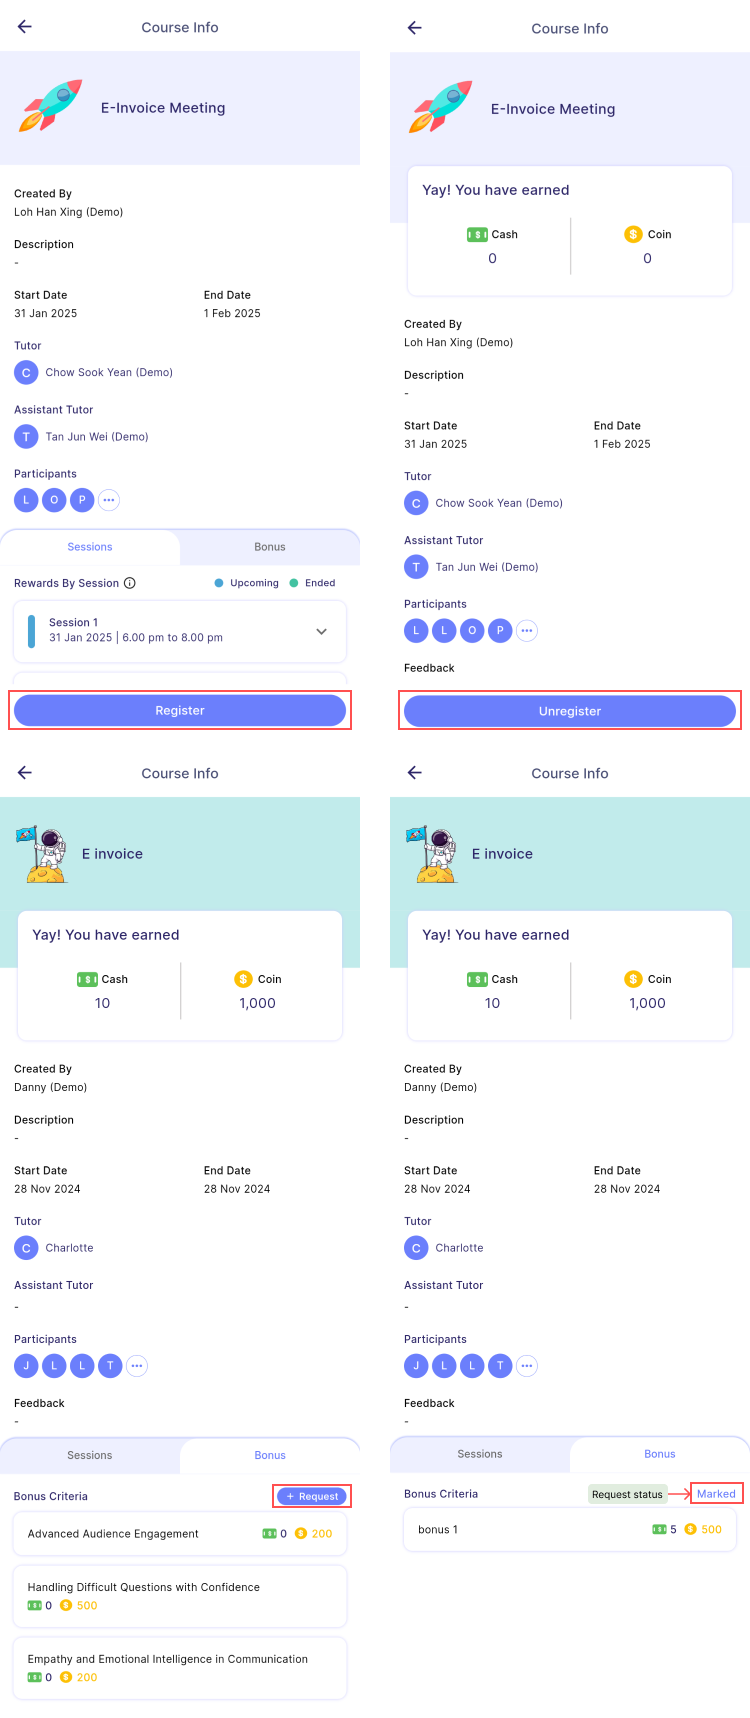 Course Info
E-Invoice Meeting
Created By
Loh Han Xing (Demo)
Description
-
Start Date End Date
31 Jan 2025 1 Feb 2025
Tutor
C Chow Sook Yean (Demo)
Assistant Tutor
T Tan Jun Wei (Demo)
Participants
L O P
Sessions Bonus
Rewards By Session Upcoming Ended
Session 1
31 Jan 2025 | 6.00 pm to 8.00 pm
Register
Course Info
E-Invoice Meeting
Yay! You have earned
Cash Coin
0 0
Created By
Loh Han Xing (Demo)
Description
-
Start Date End Date
31 Jan 2025 1 Feb 2025
Tutor
C Chow Sook Yean (Demo)
Assistant Tutor
T Tan Jun Wei (Demo)
Participants
L L O P
Feedback
Unregister
Course Info
E invoice
Yay! You have earned
Cash Coin
10 1,000
Created By
Danny (Demo)
Description
-
Start Date End Date
28 Nov 2024 28 Nov 2024
Tutor
C Charlotte
Assistant Tutor
-
Participants
J L L T
Feedback
-
Sessions Bonus
Bonus Criteria + Request
Advanced Audience Engagement 0 200
Handling Difficult Questions with Confidence
0 500
Empathy and Emotional Intelligence in Communication
0 200
Course Info
E invoice
Yay! You have earned
Cash Coin
10 1,000
Created By
Danny (Demo)
Description
-
Start Date End Date
28 Nov 2024 28 Nov 2024
Tutor
C Charlotte
Assistant Tutor
-
Participants
J L L T
Feedback
-
Sessions Bonus
Bonus Criteria Request status Marked
bonus 1 5 500